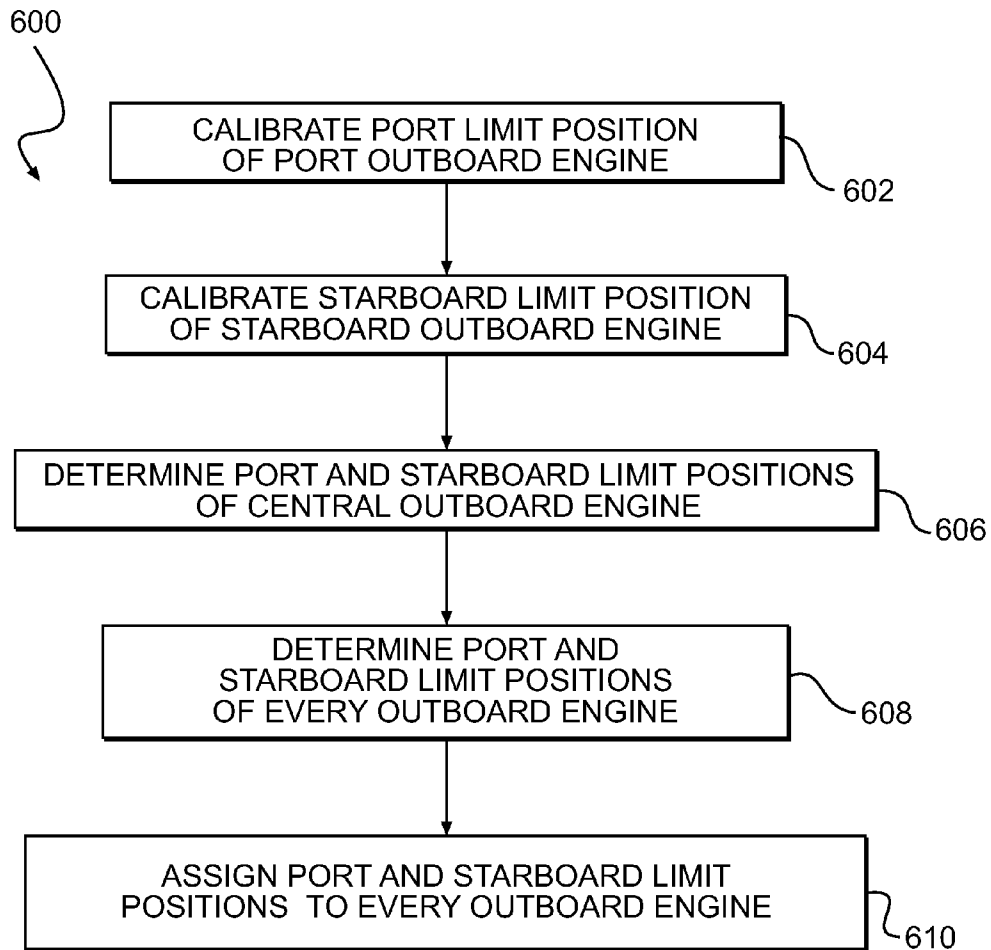 600
CALIBRATE PORT LIMIT POSITION
OF PORT OUTBOARD ENGINE
602
CALIBRATE STARBOARD LIMIT POSITION
OF STARBOARD OUTBOARD ENGINE
604
DETERMINE PORT AND STARBOARD LIMIT POSITIONS
OF CENTRAL OUTBOARD ENGINE
606
DETERMINE PORT AND
STARBOARD LIMIT POSITIONS
OF EVERY OUTBOARD ENGINE
608
ASSIGN PORT AND STARBOARD LIMIT
POSITIONS TO EVERY OUTBOARD ENGINE
610